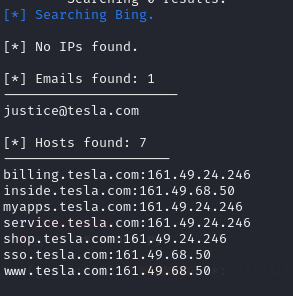 Searching 0 results.
[*] Searching Bing.
[*] No IPs found.
[*] Emails found: 1
----------------------
justice@tesla.com
[*] Hosts found: 7
---------------------
billing.tesla.com:161.49.24.246
inside.tesla.com:161.49.68.50
myapps.tesla.com:161.49.24.246
service.tesla.com:161.49.24.246
shop.tesla.com:161.49.24.246
sso.tesla.com:161.49.68.50
www.tesla.com:161.49.68.50